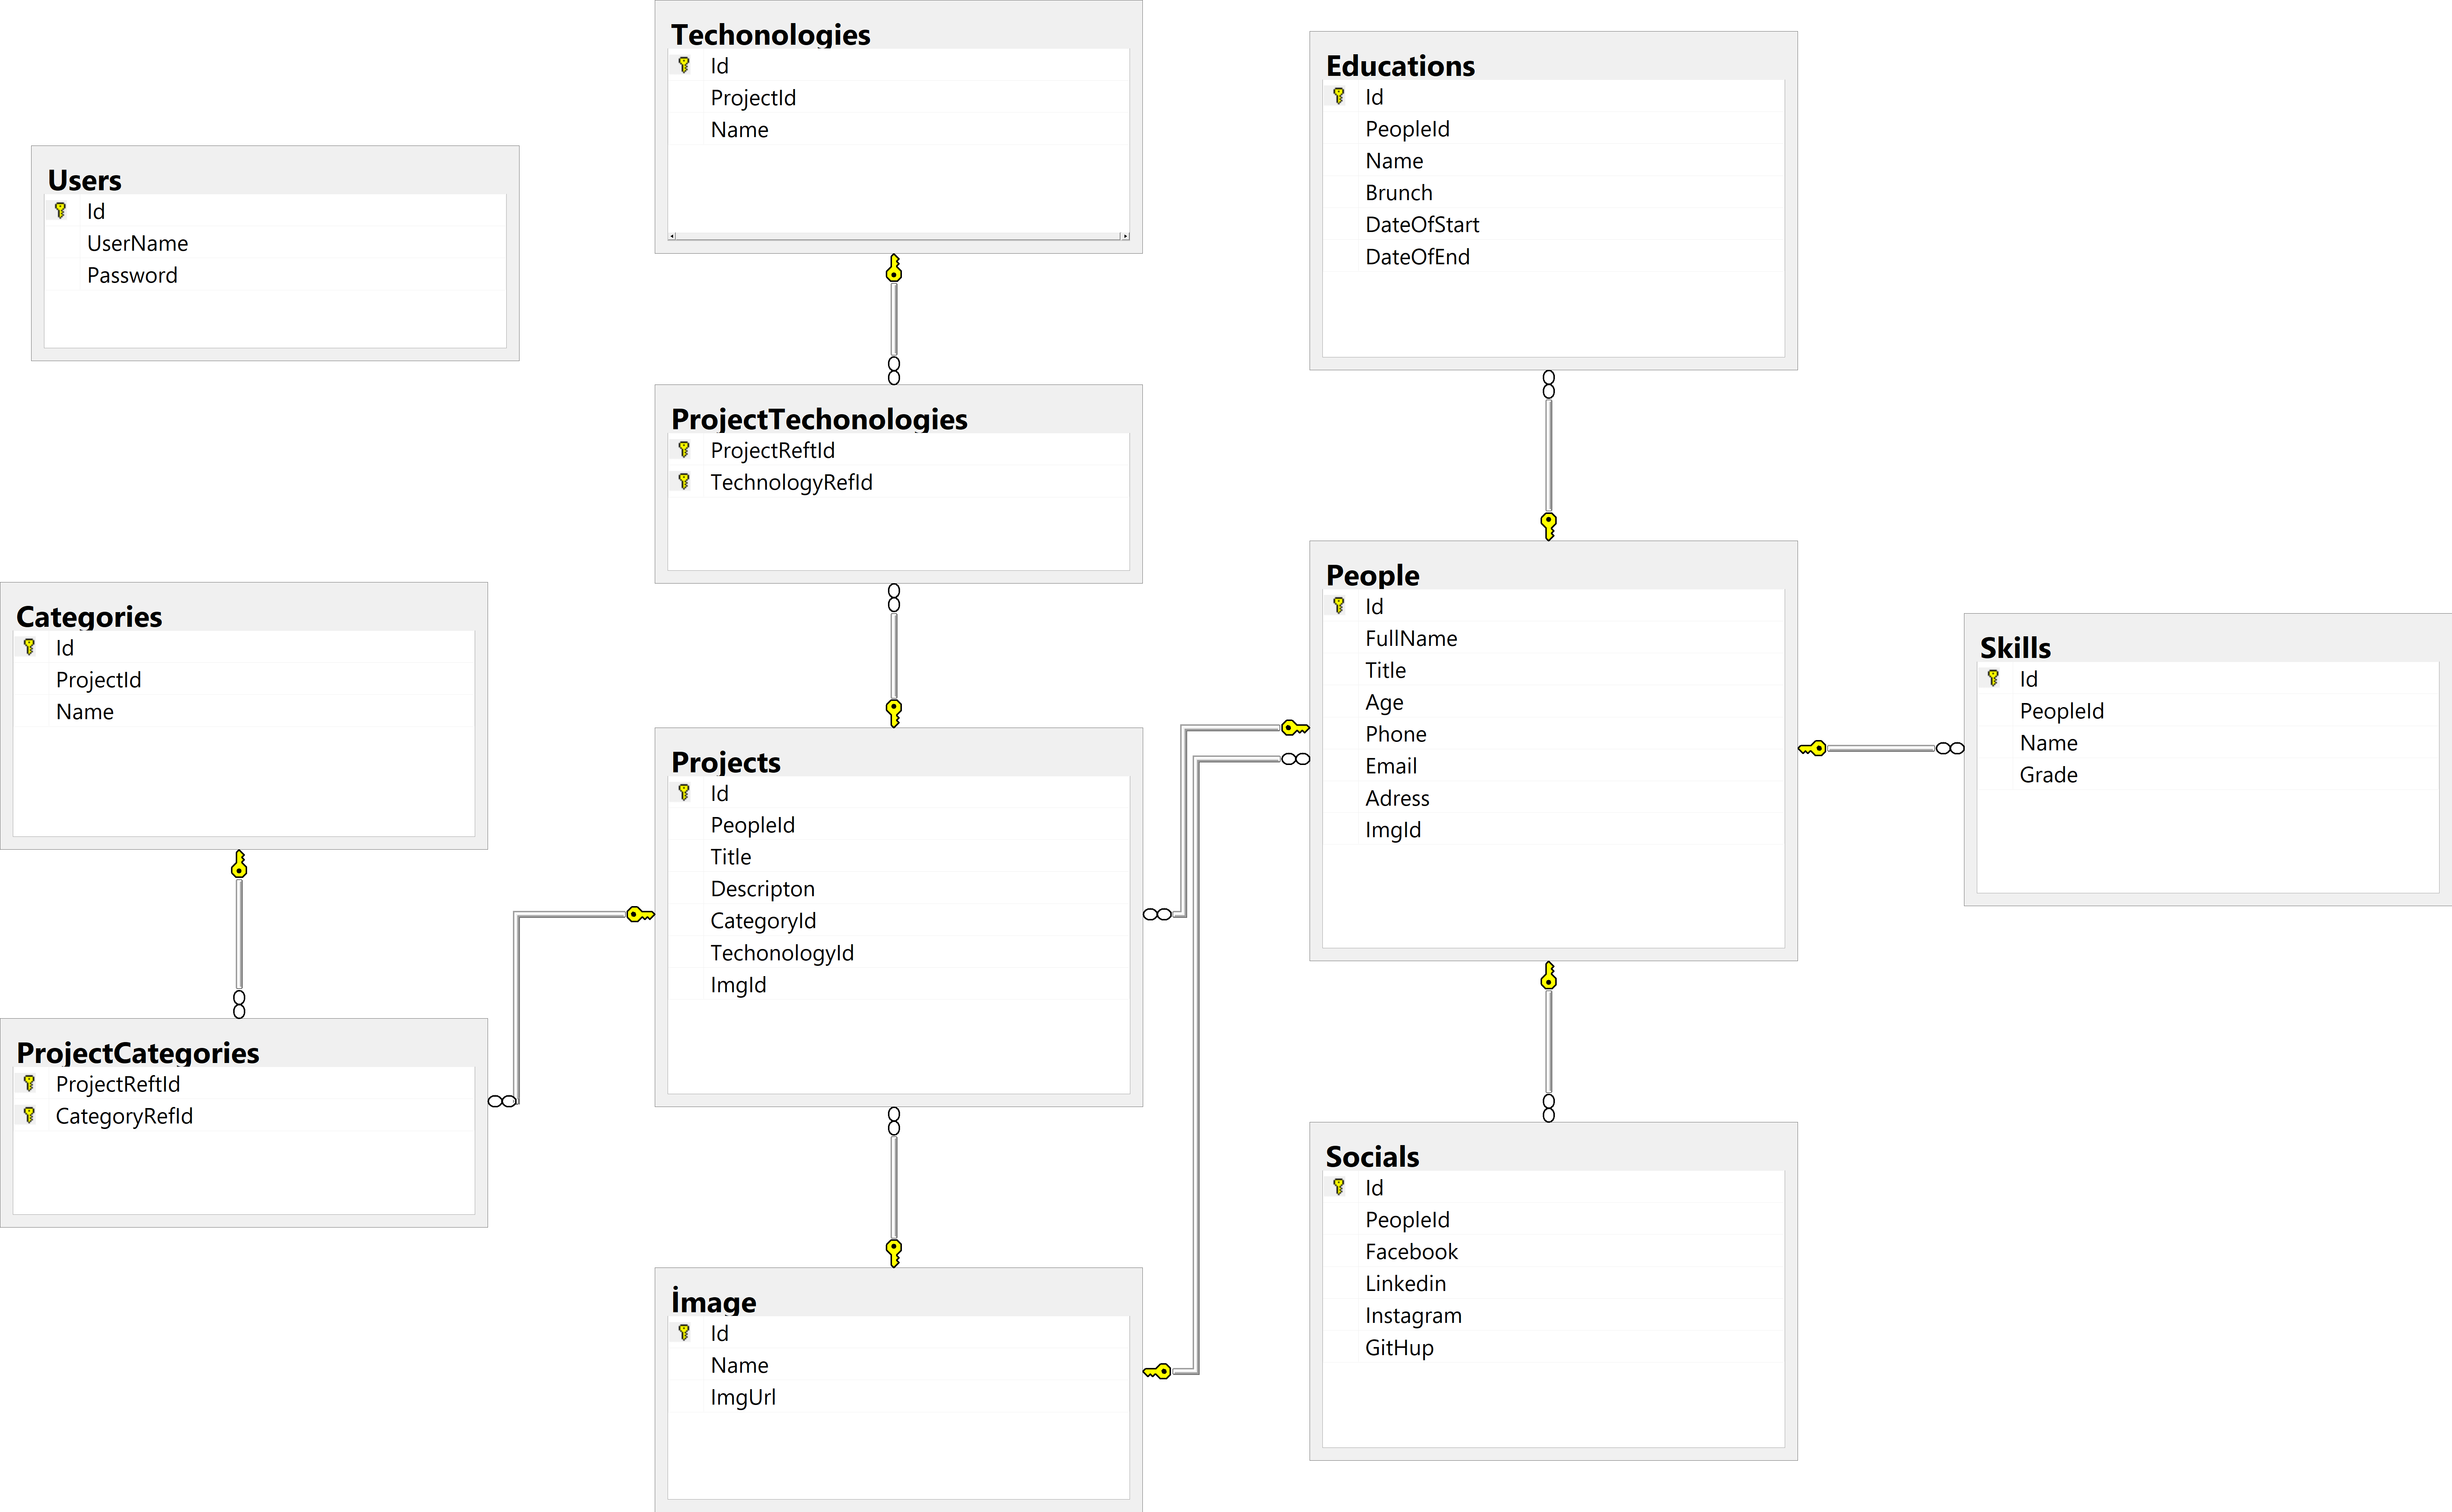 Techonologies
Id
ProjectId
Name
Educations
Id
PeopleId
Name
Brunch
DateOfStart
DateOfEnd
Users
Id
UserName
Password
ProjectTechonologies
ProjectReftId
TechnologyRefId
People
Id
FullName
Title
Age
Phone
Email
Adress
ImgId
Categories
Id
ProjectId
Name
Skills
Id
PeopleId
Name
Grade
Projects
Id
PeopleId
Title
Descripton
CategoryId
TechonologyId
ImgId
ProjectCategories
ProjectReftId
CategoryRefId
Socials
Id
PeopleId
Facebook
Linkedin
Instagram
GitHup
İmage
Id
Name
ImgUrl